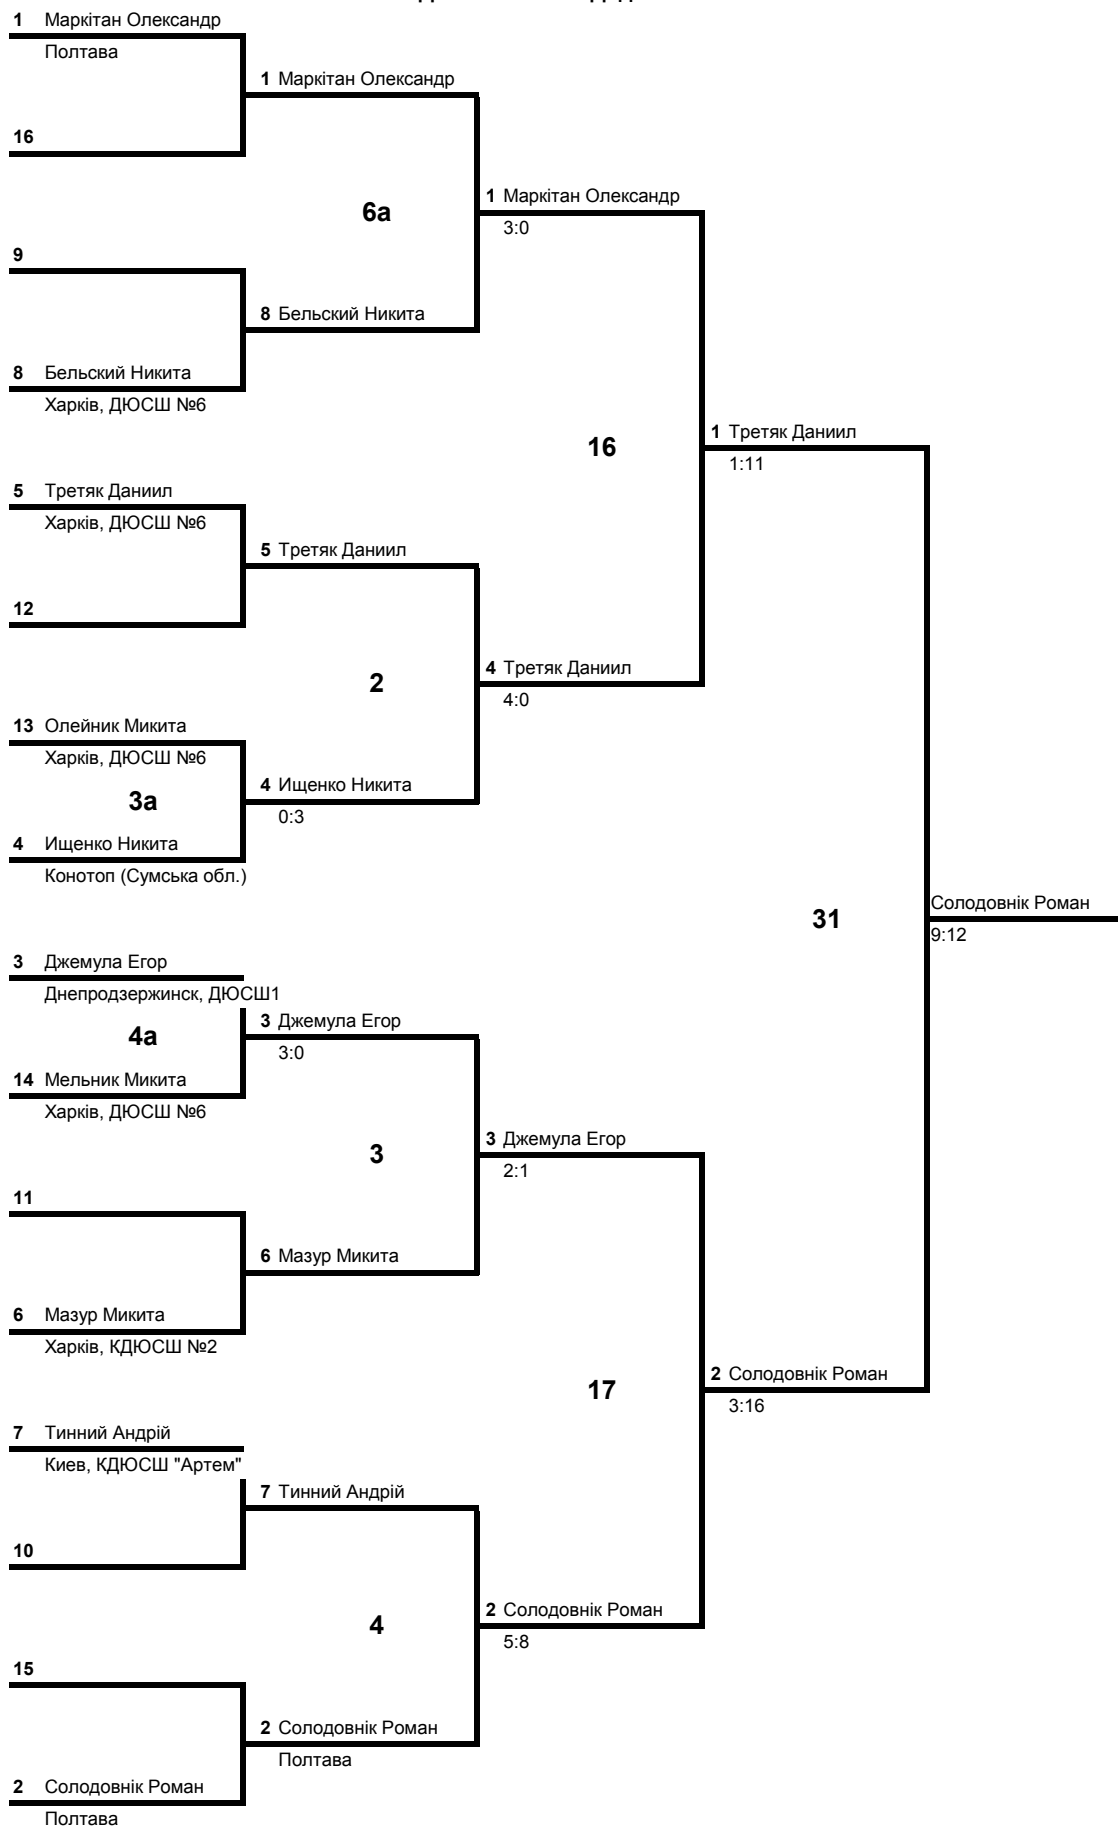 1 Маркітан Олександр
Полтава
1 Маркітан Олександр
16
1 Маркітан Олександр
6а
3:0
9
8 Бельский Никита
8 Бельский Никита
Харків, ДЮСШ №6
1 Третяк Даниил
16
1:11
5 Третяк Даниил
Харків, ДЮСШ №6
5 Третяк Даниил
12
4 Третяк Даниил
2
4:0
13 Олейник Микита
Харків, ДЮСШ №6
4 Ищенко Никита
3а
0:3
4 Ищенко Никита
Конотоп (Сумська обл.)
Солодовнік Роман
31
9:12
3 Джемула Егор
Днепродзержинск, ДЮСШ1
3 Джемула Егор
4а
3:0
14 Мельник Микита
Харків, ДЮСШ №6
3 Джемула Егор
3
2:1
11
6 Мазур Микита
6 Мазур Микита
Харків, КДЮСШ №2
2 Солодовнік Роман
17
3:16
7 Тинний Андрій
Киев, КДЮСШ "Артем"
7 Тинний Андрій
10
2 Солодовнік Роман
4
5:8
15
2 Солодовнік Роман
Полтава
2 Солодовнік Роман
Полтава